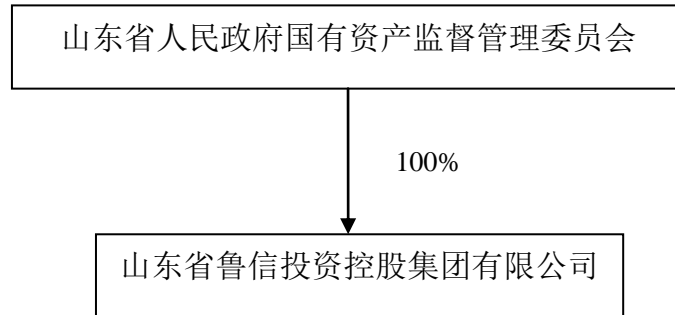 山东省人民政府国有资产监督管理委员会
100%
山东省鲁信投资控股集团有限公司